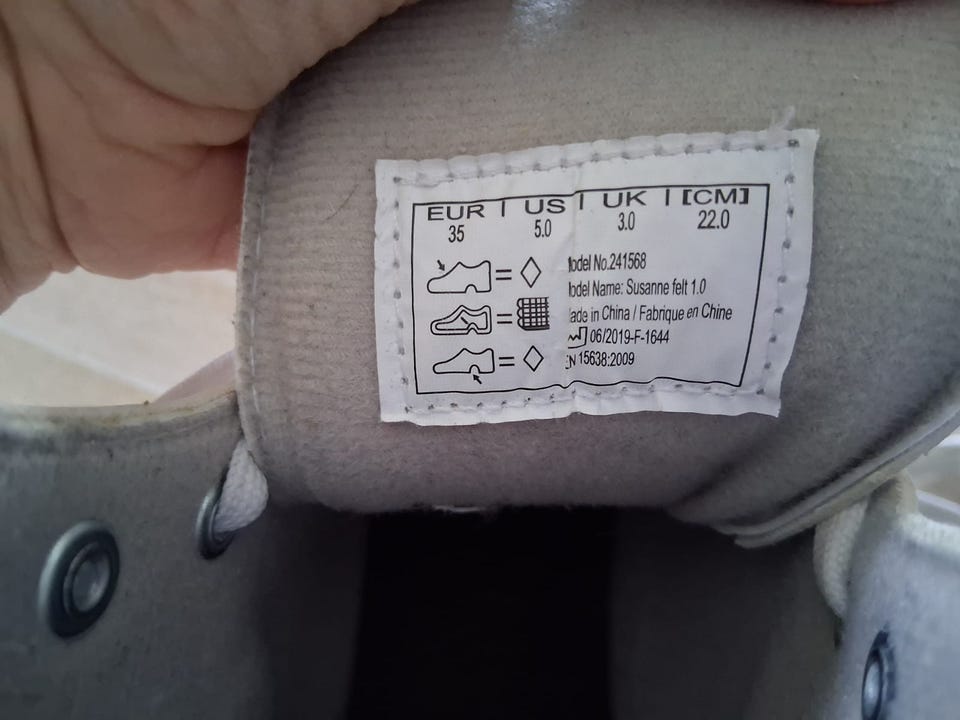 EUR | US | UK | [CM]
35 5.0 3.0 22.0
odel No.241568
odel Name: Susanne felt 1.0
ade in China / Fabrique en Chine
06/2019-F-1644
EN 15638:2009